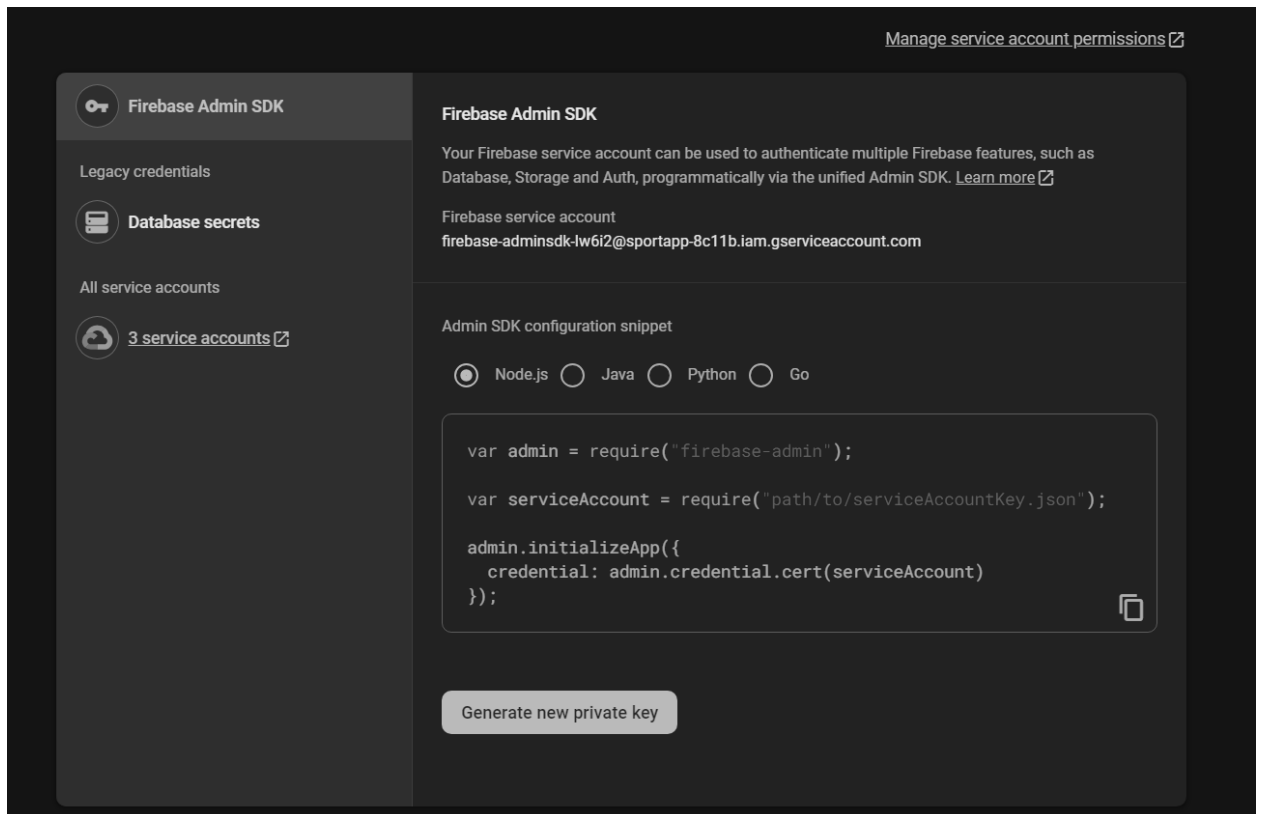 Manage service account permissions
Firebase Admin SDK
Legacy credentials
Database secrets
All service accounts
3 service accounts
Firebase Admin SDK
Your Firebase service account can be used to authenticate multiple Firebase features, such as
Database, Storage and Auth, programmatically via the unified Admin SDK. Learn more
Firebase service account
firebase-adminsdk-lw6i2@sportapp-8c11b.iam.gserviceaccount.com
Admin SDK configuration snippet
Node.js Java Python Go
var admin = require("firebase-admin");
var serviceAccount = require("path/to/serviceAccountKey.json");
admin.initializeApp({
  credential: admin.credential.cert(serviceAccount)
});
Generate new private key